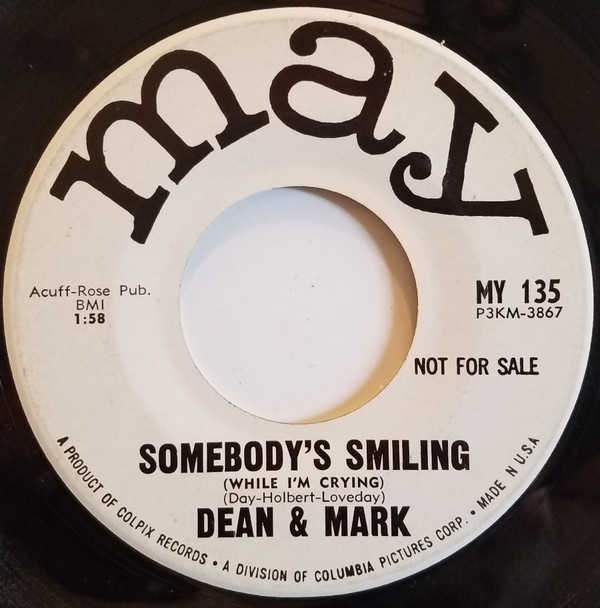 may
Acuff-Rose Pub.
BMI
1:58
MY 135
P3KM-3867
NOT FOR SALE
SOMEBODY'S SMILING
(WHILE I'M CRYING)
(Day-Holbert-Loveday)
DEAN & MARK
A PRODUCT OF COLPIX RECORDS • A DIVISION OF COLUMBIA PICTURES CORP. • MADE N U.S.A